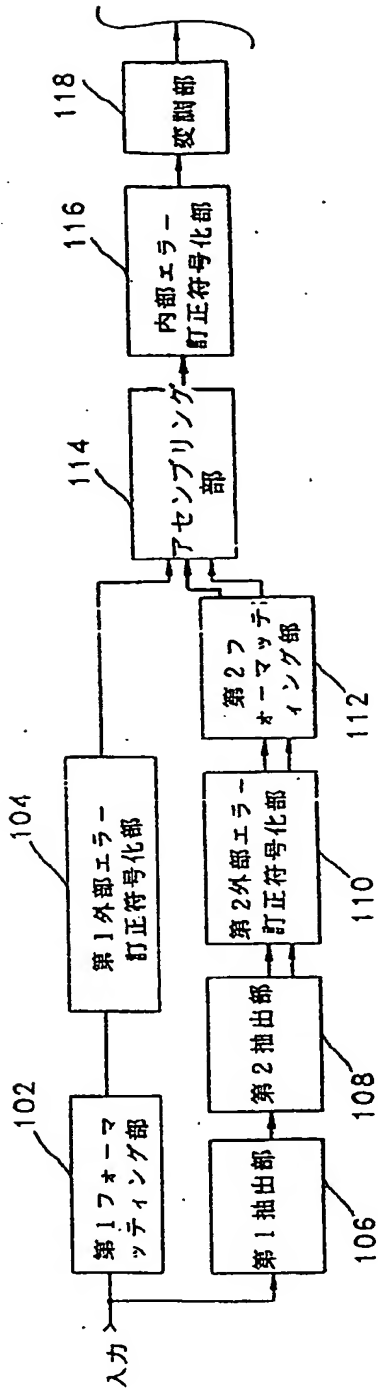 入力
102
第1フォーマ
ッティング部
104
第1外部エラー
訂正符号化部
106
第1抽出部
108
第2抽出部
110
第2外部エラー
訂正符号化部
112
第2フ
ォーマッテ
ィング部
114
アセンブリング
部
116
内部エラー
訂正符号化部
118
変調部